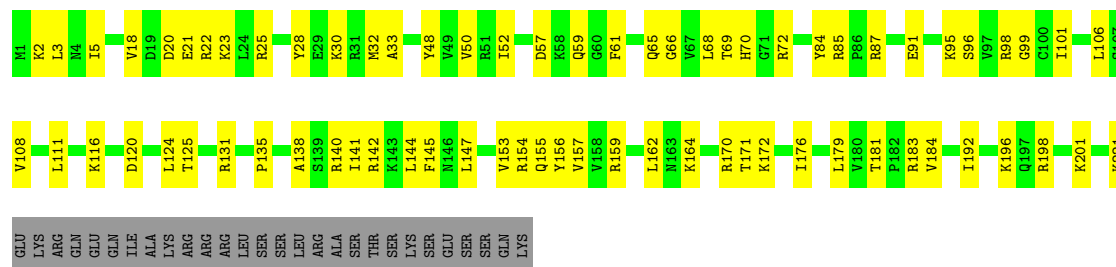 M1 K2 L3 N4 I5 V18 D19 D20 E21 R22 K23 L24 R25 Y28 E29 K30 R31 M32 A33 Y48 V49 V50 R51 I52 D57 K58 Q59 G60 F61 Q65 G66 V67 L68 T69 H70 G71 R72 Y84 R85 P86 R87 E91 K95 S96 V97 R98 G99 C100 I101 L106
V108 L111 K116 D120 L124 T125 R131 P135 A138 S139 R140 I141 R142 K143 L144 F145 N146 L147 V153 R154 Q155 Y156 V157 V158 R159 L162 N163 K164 R170 T171 K172 I176 L179 V180 T181 P182 R183 V184 I192 K196 Q197 R198 K201
GLU LYS ARG GLN GLU GLN ILE ALA LYS ARG ARG ARG LEU SER SER LEU ARG ALA SER THR SER LYS SER GLU SER SER GLN LYS